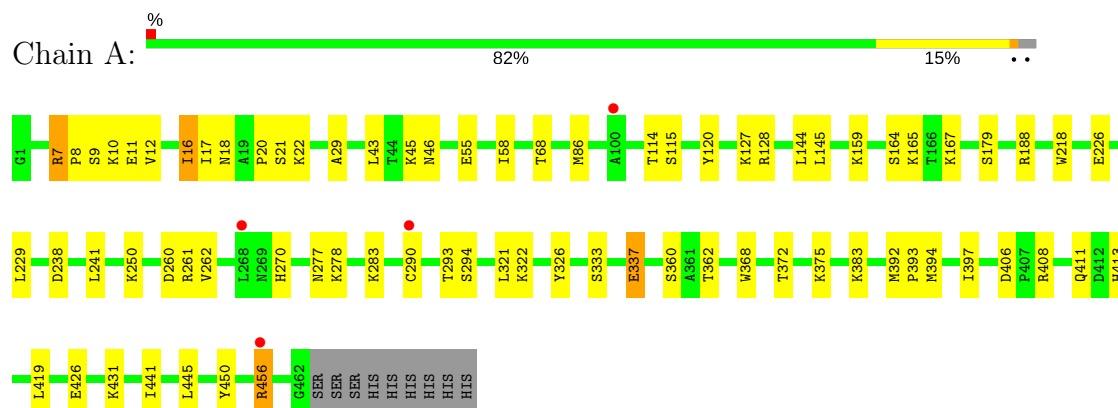 %
Chain A:
82% 15% • •
G1 R7 P8 S9 K10 E11 V12 I16 I17 N18 A19 P20 S21 K22 A29 L43 T44 K45 N46 E55 I58 T68 M86 A100 T114 S115 Y120 K127 R128 L144 L145 K159 S164 K165 T166 K167 S179 R188 W218 E226
L229 D238 L241 K250 D260 R261 V262 L268 N269 H270 N277 K278 K283 C290 T293 S294 L321 K322 Y326 S333 E337 S360 A361 T362 W368 T372 K375 K383 M392 P393 M394 I397 D406 P407 R408 Q411 D412
L419 E426 K431 I441 L445 Y450 R456 G462 SER SER SER HIS HIS HIS HIS HIS HIS